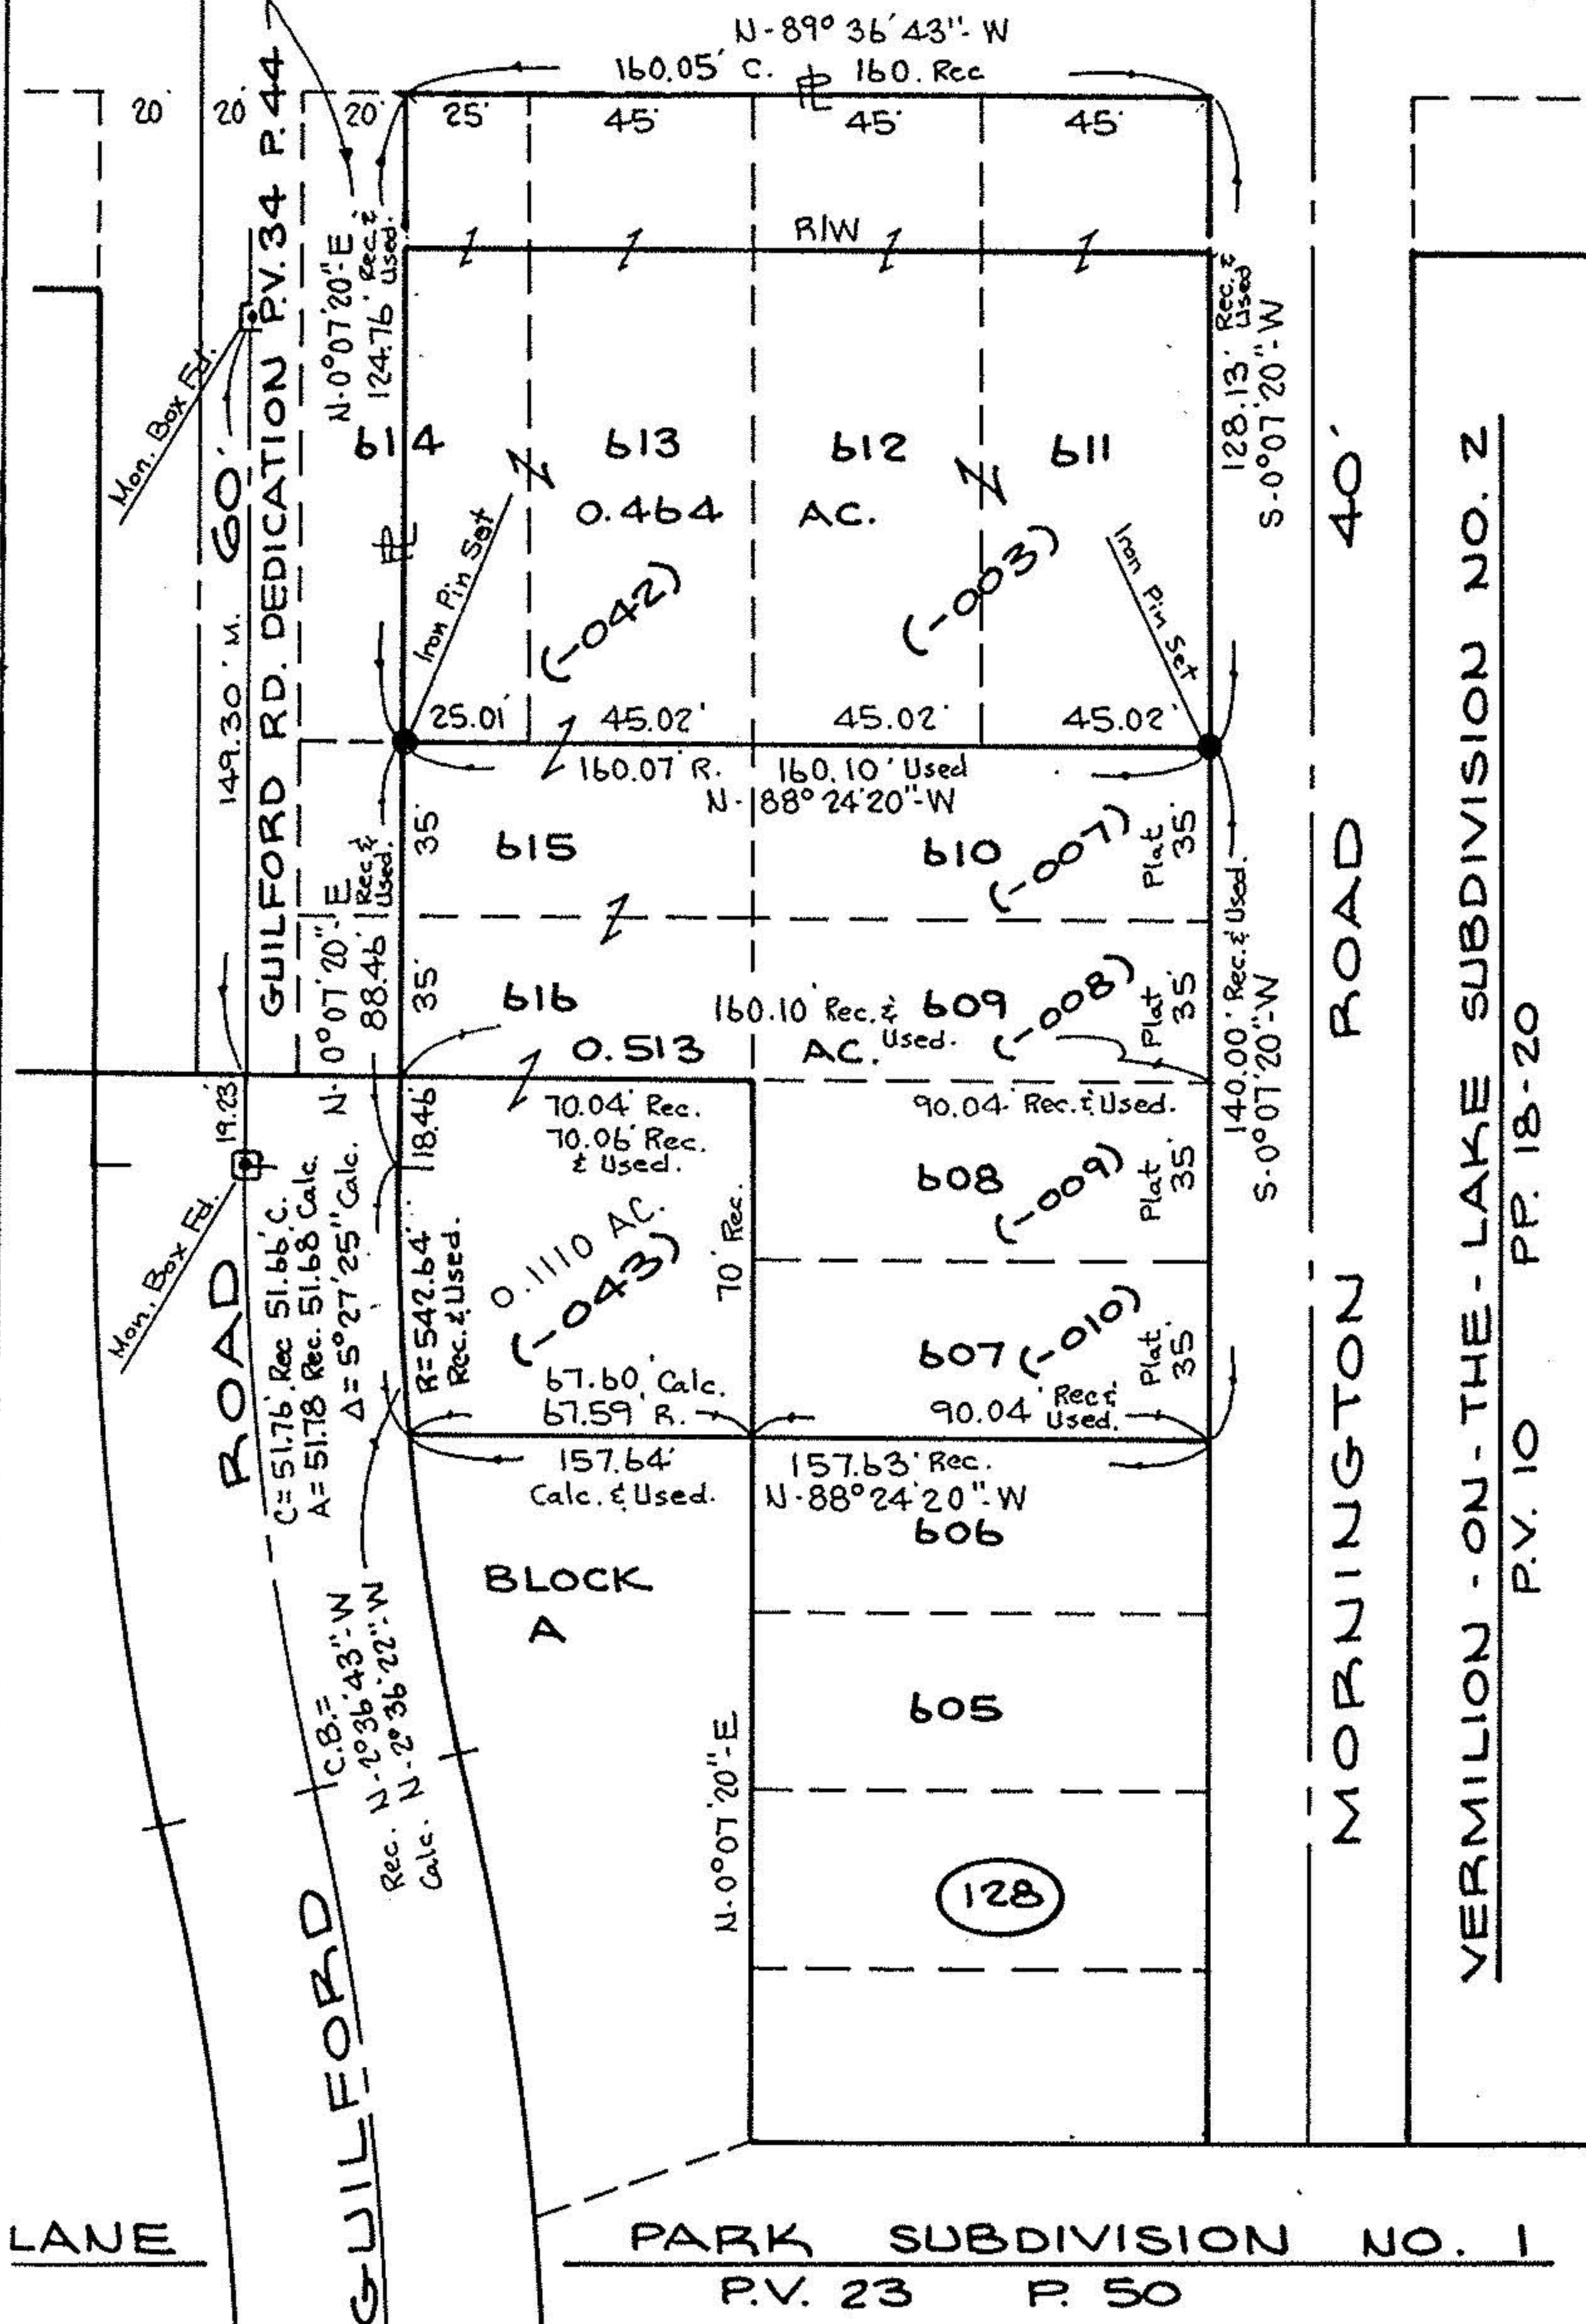 N-89° 36' 43"-W
160.05' C. ⅊ 160. Rec
20' 20' 20' 25' 45' 45' 45'
GUILFORD RD. DEDICATION P.V. 34 P. 44
N-0°07'20"-E
124.76' Rec. &
Used.
R/W
128.13' Rec. &
Used
S-0°07'20"-W
Mon. Box Fd.
60'
149.30' M.
614 613 612 611
0.464 AC.
⅊
Iron Pin Set
(-042)
(-003)
Iron Pin Set
25.01' 45.02' 45.02' 45.02'
160.07' R. 160.10' Used
N-88° 24' 20"-W
35' 615 610 (-007) Plat
35'
N-0°07'20"-E
88.46' Rec. &
Used.
35' 616 160.10' Rec. & Used. 609 (-008) Plat
35'
0.513 AC.
140.00' Rec. & Used.
S-0°07'20"-W
19.23'
118.46'
70.04' Rec.
70.06' Rec.
& Used.
90.04' Rec. & Used.
Mon. Box Fd.
C= 51.76' Rec 51.66' C.
A= 51.78 Rec. 51.68 Calc.
Δ= 5° 27' 25" Calc.
R= 542.64'
Rec. & Used.
0.1110 AC.
(-043)
70' Rec.
608 (-009) Plat
35'
607 (-010) Plat
35'
67.60' Calc.
67.59' R.
90.04' Rec &
Used.
157.64'
Calc. & Used.
157.63' Rec.
N-88° 24' 20"-W
606
BLOCK
A
C.B.=
Rec. N-2° 36' 43"-W
Calc. N-2° 36' 22"-W
605
N-0°07'20"-E
128
GUILFORD ROAD
MORNINGTON ROAD 40'
VERMILION - ON - THE - LAKE SUBDIVISION NO. 2
P.V. 10 PP. 18-20
LANE PARK SUBDIVISION NO. 1
P.V. 23 P. 50